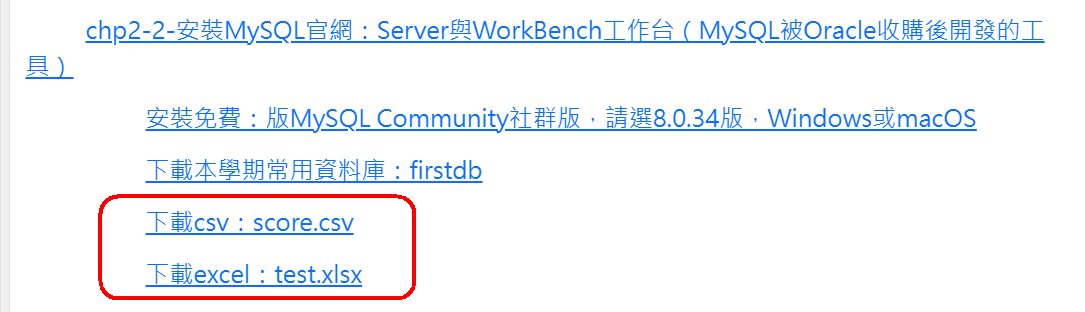 chp2-2-安裝MySQL官網：Server與WorkBench工作台（MySQL被Oracle收購後開發的工
具）
安裝免費：版MySQL Community社群版，請選8.0.34版，Windows或macOS
下載本學期常用資料庫：firstdb
下載csv：score.csv
下載excel：test.xlsx